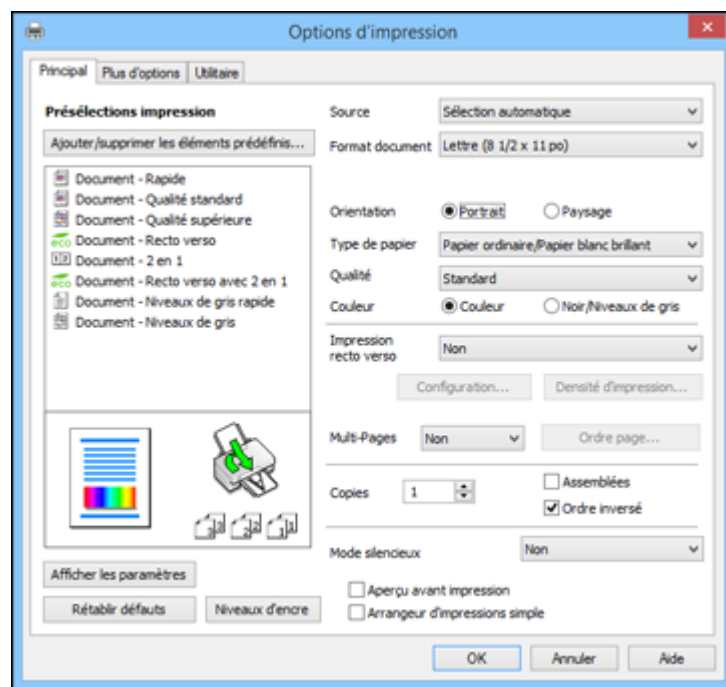 Options d'impression
Principal
Plus d'options
Utilitaire
Présélections impression
Ajouter/supprimer les éléments prédéfinis...
Document - Rapide
Document - Qualité standard
Document - Qualité supérieure
eco Document - Recto verso
Document - 2 en 1
eco Document - Recto verso avec 2 en 1
Document - Niveaux de gris rapide
Document - Niveaux de gris
Afficher les paramètres
Rétablir défauts
Niveaux d'encre
Source
Sélection automatique
Format document
Lettre (8 1/2 x 11 po)
Orientation
Portrait
Paysage
Type de papier
Papier ordinaire/Papier blanc brillant
Qualité
Standard
Couleur
Couleur
Noir/Niveaux de gris
Impression
recto verso
Non
Configuration...
Densité d'impression...
Multi-Pages
Non
Ordre page...
Copies
1
Assemblées
Ordre inversé
Mode silencieux
Non
Aperçu avant impression
Arrangeur d'impressions simple
OK
Annuler
Aide